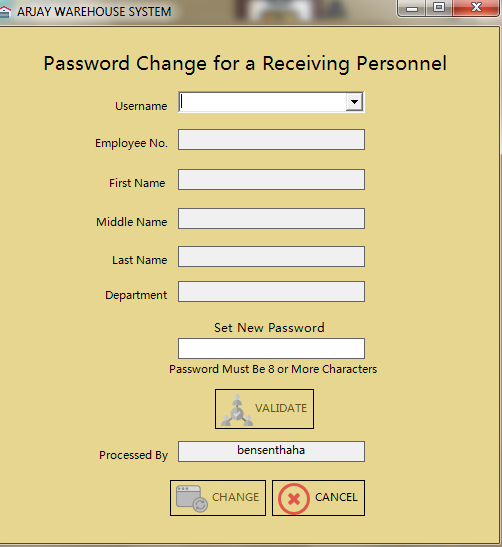 ARJAY WAREHOUSE SYSTEM
Password Change for a Receiving Personnel
Username
Employee No.
First Name
Middle Name
Last Name
Department
Set New Password
Password Must Be 8 or More Characters
VALIDATE
Processed By bensenthaha
CHANGE CANCEL